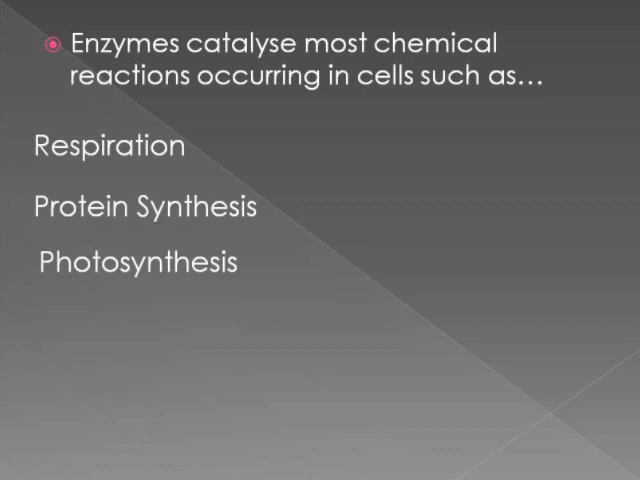 Enzymes catalyse most chemical
reactions occurring in cells such as…
Respiration
Protein Synthesis
Photosynthesis